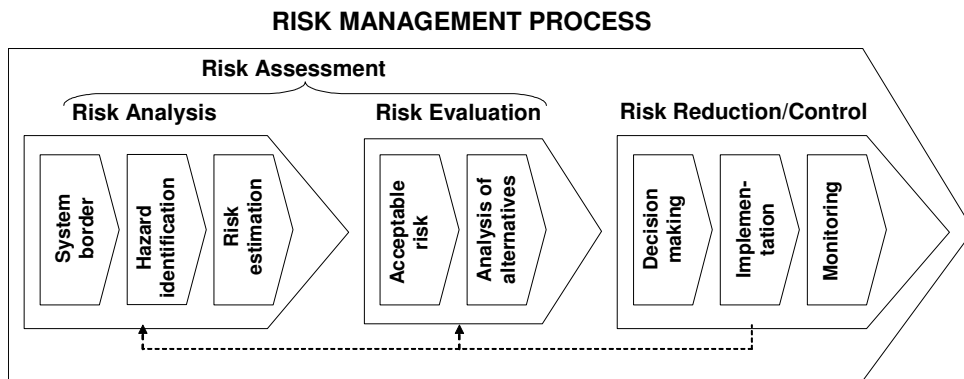 RISK MANAGEMENT PROCESS
Risk Assessment
Risk Analysis
Risk Evaluation
Risk Reduction/Control
System
border
Hazard
identification
Risk
estimation
Acceptable
risk
Analysis of
alternatives
Decision
making
Implemen-
tation
Monitoring